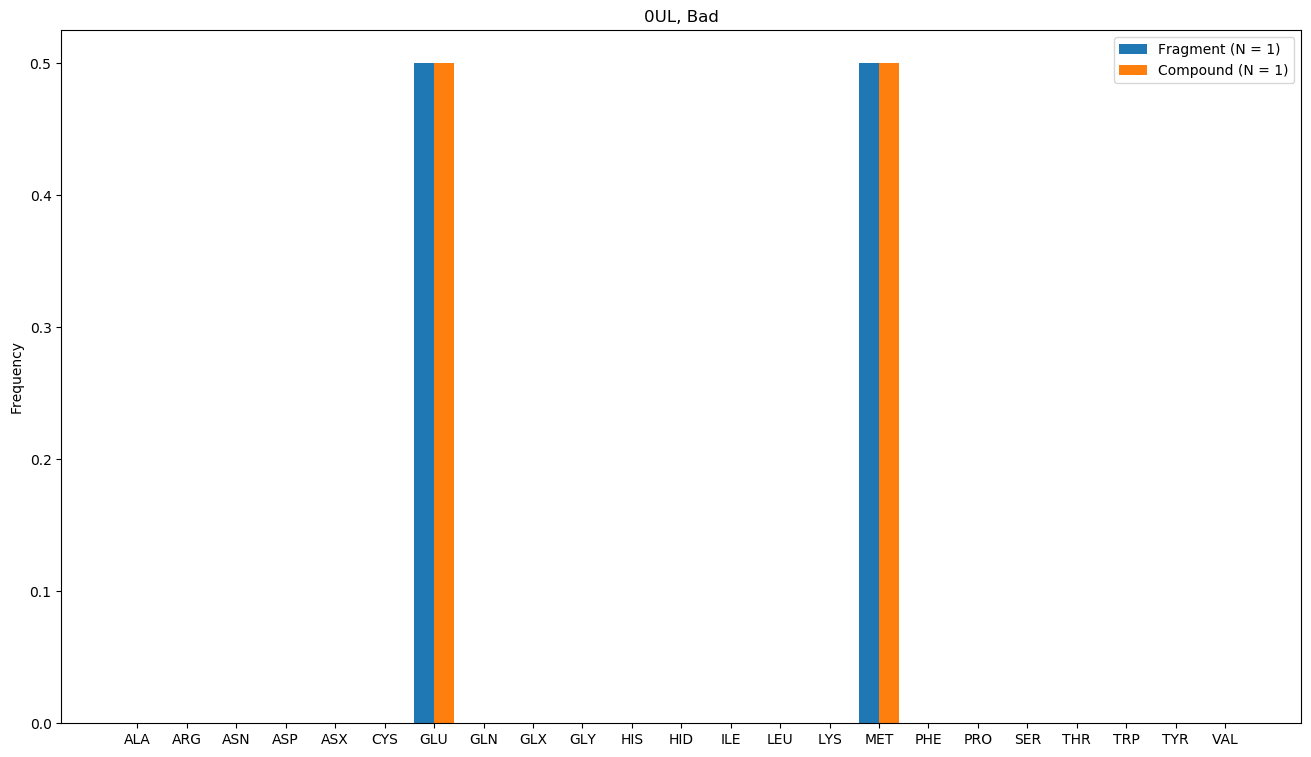 0UL, Bad
Fragment (N = 1)
Compound (N = 1)
0.5
0.4
0.3
0.2
0.1
0.0
Frequency
ALA ARG ASN ASP ASX CYS GLU GLN GLX GLY HIS HID ILE LEU LYS MET PHE PRO SER THR TRP TYR VAL